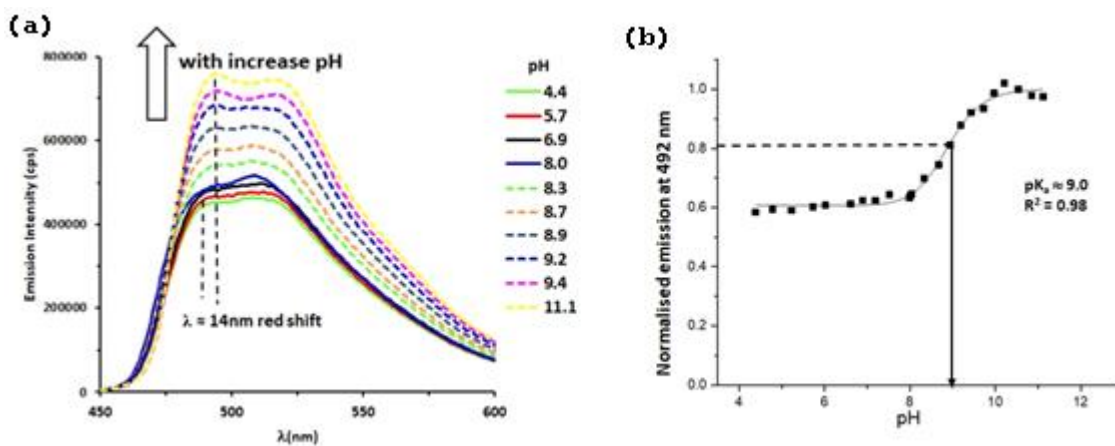 (a)
with increase pH
800000
600000
400000
200000
0
Emission Intensity (cps)
450
500
550
600
λ(nm)
λ = 14nm red shift
pH
4.4
5.7
6.9
8.0
8.3
8.7
8.9
9.2
9.4
11.1
(b)
Normalised emission at 492 nm
1.0
0.8
0.6
0.4
0.2
0.0
4
6
8
10
12
pH
pKₐ ≈ 9.0
R² = 0.98